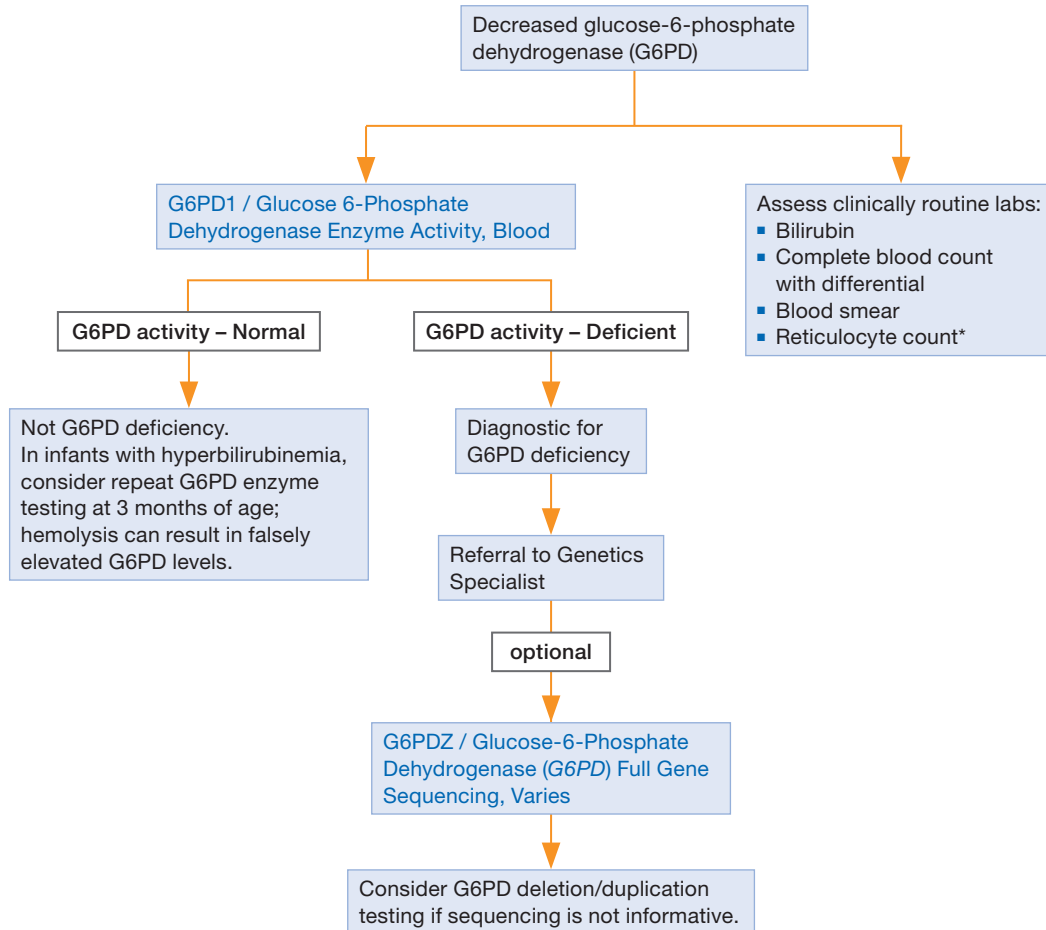 Decreased glucose-6-phosphate
dehydrogenase (G6PD)
G6PD1 / Glucose 6-Phosphate
Dehydrogenase Enzyme Activity, Blood
Assess clinically routine labs:
▪ Bilirubin
▪ Complete blood count
with differential
▪ Blood smear
▪ Reticulocyte count*
G6PD activity – Normal
G6PD activity – Deficient
Not G6PD deficiency.
In infants with hyperbilirubinemia,
consider repeat G6PD enzyme
testing at 3 months of age;
hemolysis can result in falsely
elevated G6PD levels.
Diagnostic for
G6PD deficiency
Referral to Genetics
Specialist
optional
G6PDZ / Glucose-6-Phosphate
Dehydrogenase (G6PD) Full Gene
Sequencing, Varies
Consider G6PD deletion/duplication
testing if sequencing is not informative.